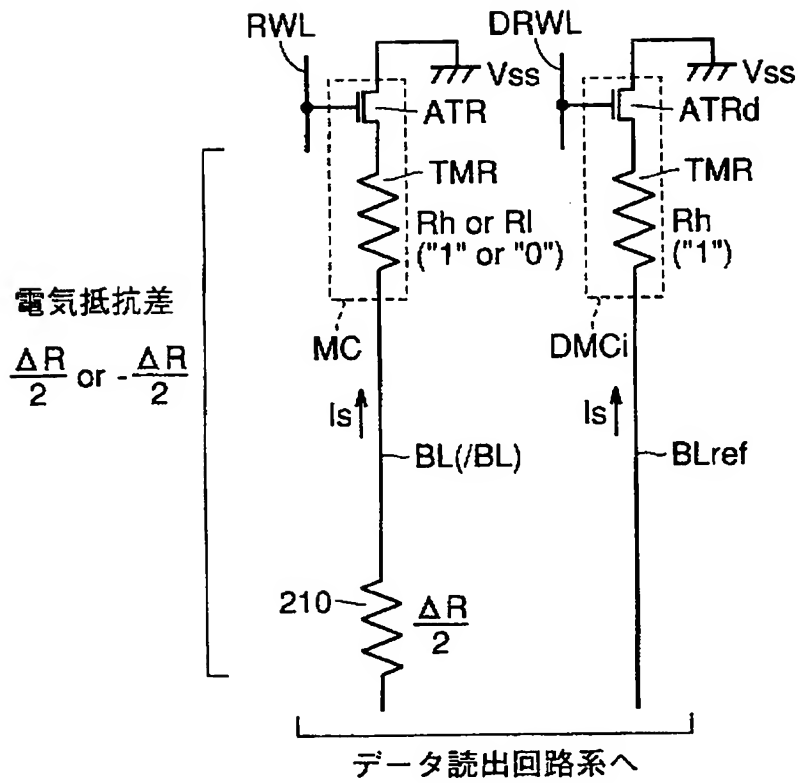 RWL
DRWL
Vss
Vss
ATR
ATRd
TMR
TMR
Rh or Rl
("1" or "0")
Rh
("1")
電気抵抗差
ΔR/2 or -ΔR/2
MC
DMCi
Is
Is
BL(/BL)
BLref
210
ΔR/2
データ読出回路系へ